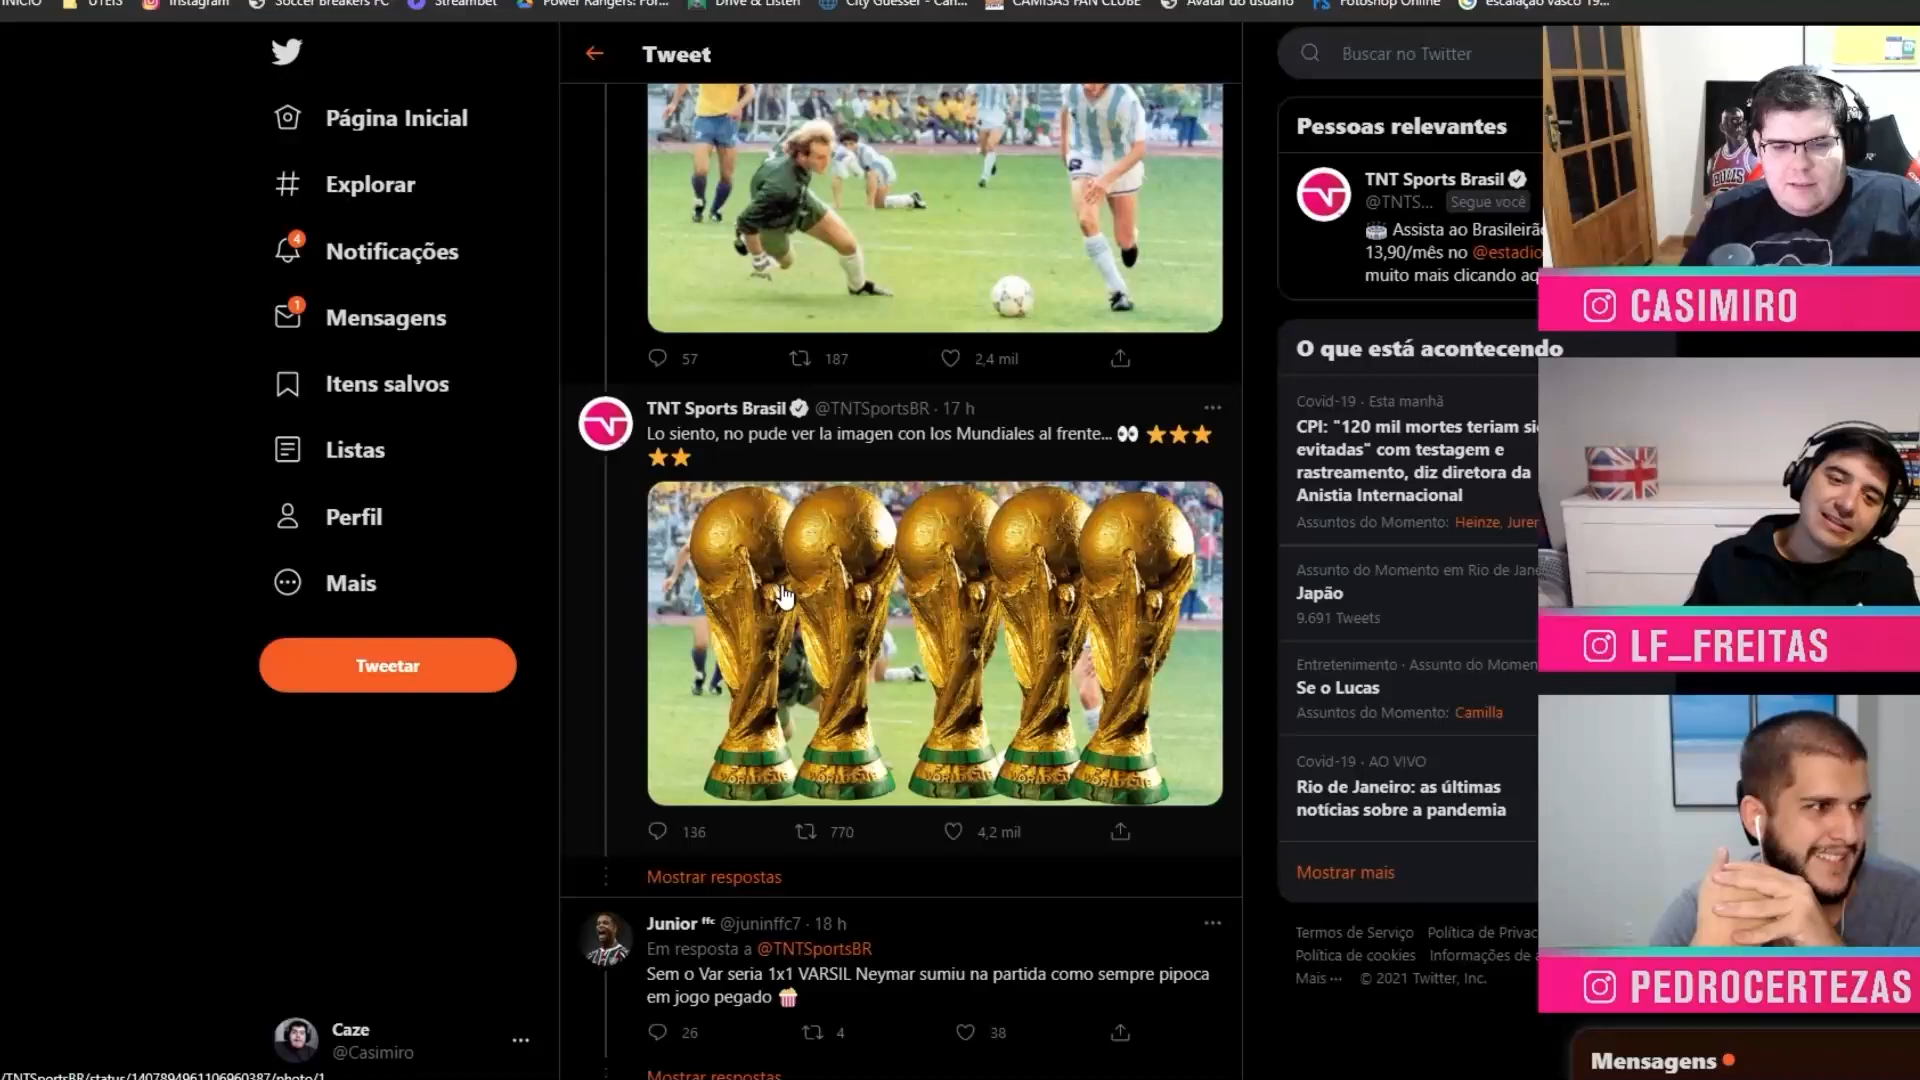 INICIO
UTEIS
Instagram
Soccer Breakers FC
Streambet
Power Rangers: For...
Drive & Listen
City Guesser - Can...
CAMISAS FAN CLUBE
Avatar do usuário
Fotoshop Online
escalação vasco 19...
Página Inicial
Explorar
4
Notificações
1
Mensagens
Itens salvos
Listas
Perfil
Mais
Tweetar
Caze
@Casimiro
Tweet
57
187
2,4 mil
TNT Sports Brasil @TNTSportsBR · 17 h
Lo siento, no pude ver la imagen con los Mundiales al frente... 👀 ⭐⭐⭐
⭐⭐
136
770
4,2 mil
Mostrar respostas
Junior ᶠᶠᶜ @juninffc7 · 18 h
Em resposta a @TNTSportsBR
Sem o Var seria 1x1 VARSIL Neymar sumiu na partida como sempre pipoca
em jogo pegado 🍿
26
4
38
Mostrar respostas
Buscar no Twitter
Pessoas relevantes
TNT Sports Brasil
@TNTS... Segue você
🏟️ Assista ao Brasileirão
13,90/mês no @estadio
muito mais clicando aq
O que está acontecendo
Covid-19 · Esta manhã
CPI: "120 mil mortes teriam si
evitadas" com testagem e
rastreamento, diz diretora da
Anistia Internacional
Assuntos do Momento: Heinze, Jurer
Assunto do Momento em Rio de Jane
Japão
9.691 Tweets
Entretenimento · Assunto do Momen
Se o Lucas
Assuntos do Momento: Camilla
Covid-19 · AO VIVO
Rio de Janeiro: as últimas
notícias sobre a pandemia
Mostrar mais
Termos de Serviço Política de Privac
Política de cookies Informações de a
Mais ··· © 2021 Twitter, Inc.
BULLS
CASIMIRO
LF_FREITAS
PEDROCERTEZAS
Mensagens
/TNTSportsBR/status/1407894961106960387/photo/1